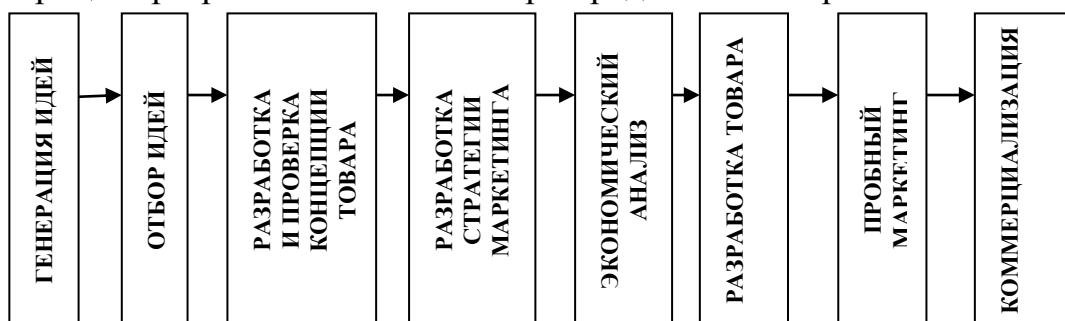 ГЕНЕРАЦИЯ ИДЕЙ
ОТБОР ИДЕЙ
РАЗРАБОТКА
И ПРОВЕРКА
КОНЦЕПЦИИ
ТОВАРА
РАЗРАБОТКА
СТРАТЕГИИ
МАРКЕТИНГА
ЭКОНОМИЧЕСКИЙ
АНАЛИЗ
РАЗРАБОТКА ТОВАРА
ПРОБНЫЙ
МАРКЕТИНГ
КОММЕРЦИАЛИЗАЦИЯ